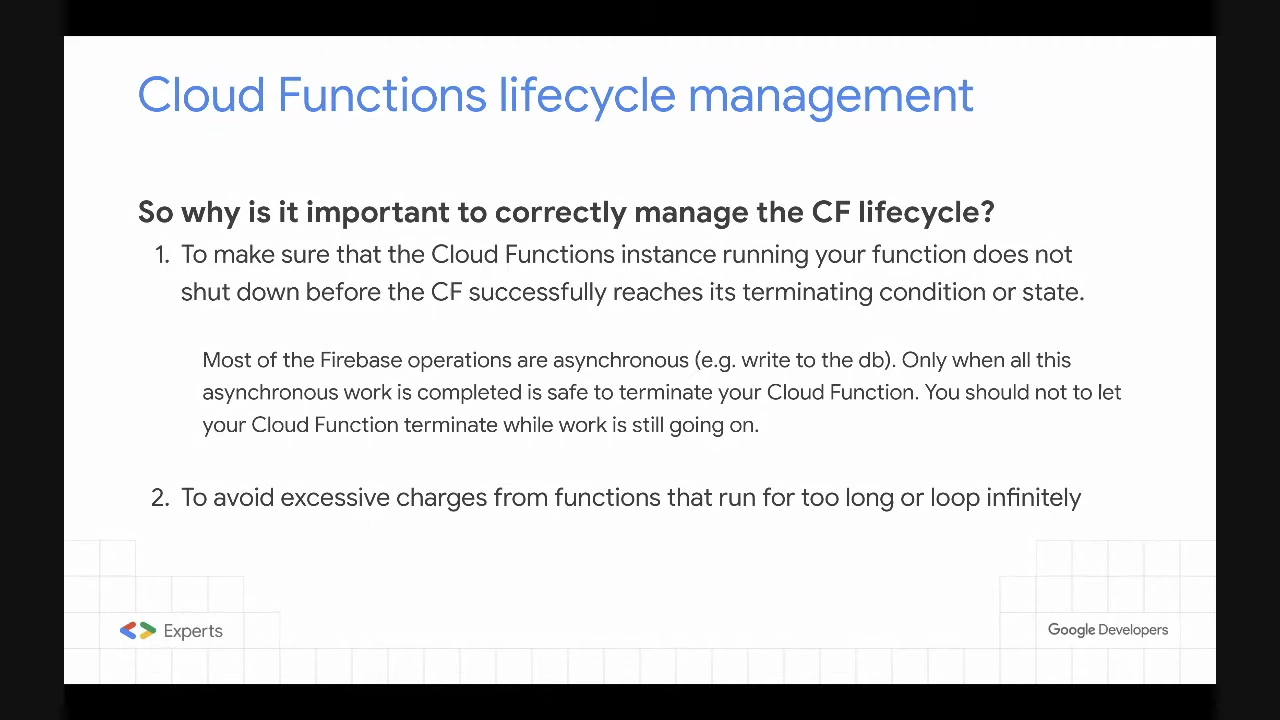 Cloud Functions lifecycle management
So why is it important to correctly manage the CF lifecycle?
1. To make sure that the Cloud Functions instance running your function does not
shut down before the CF successfully reaches its terminating condition or state.
Most of the Firebase operations are asynchronous (e.g. write to the db). Only when all this
asynchronous work is completed is safe to terminate your Cloud Function. You should not to let
your Cloud Function terminate while work is still going on.
2. To avoid excessive charges from functions that run for too long or loop infinitely
Experts
Google Developers